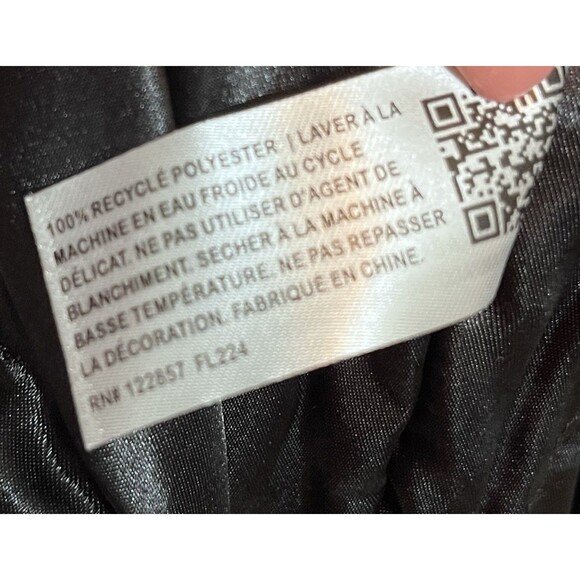 100% RECYCLÉ POLYESTER | LAVER À LA
MACHINE EN EAU FROIDE AU CYCLE
DÉLICAT. NE PAS UTILISER D'AGENT DE
BLANCHIMENT. SÉCHER À LA MACHINE À
BASSE TEMPÉRATURE. NE PAS REPASSER
LA DÉCORATION. FABRIQUÉ EN CHINE.
RN# 122857 FL224